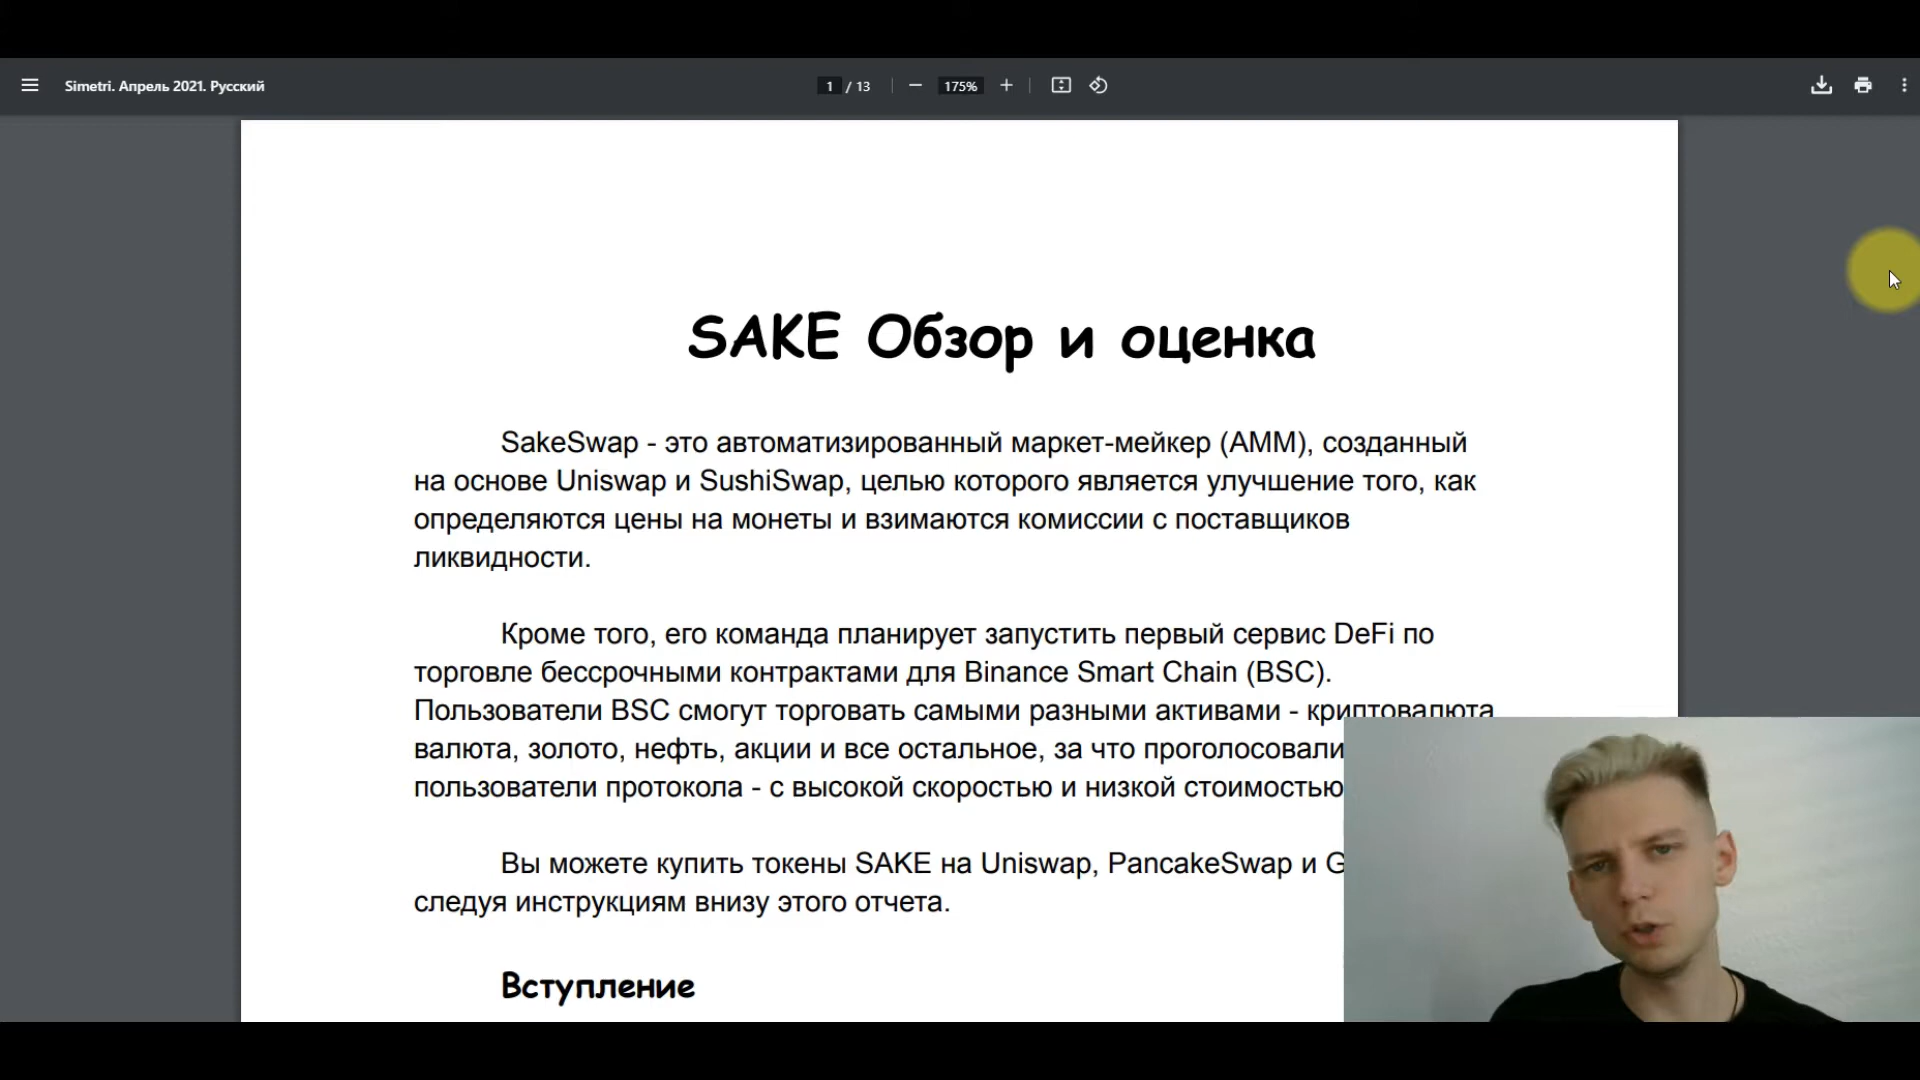 Simetri. Апрель 2021. Русский
1 / 13
175%
SAKE Обзор и оценка
SakeSwap - это автоматизированный маркет-мейкер (AMM), созданный
на основе Uniswap и SushiSwap, целью которого является улучшение того, как
определяются цены на монеты и взимаются комиссии с поставщиков
ликвидности.
Кроме того, его команда планирует запустить первый сервис DeFi по
торговле бессрочными контрактами для Binance Smart Chain (BSC).
Пользователи BSC смогут торговать самыми разными активами - криптовалюта
валюта, золото, нефть, акции и все остальное, за что проголосовали
пользователи протокола - с высокой скоростью и низкой стоимостью
Вы можете купить токены SAKE на Uniswap, PancakeSwap и
следуя инструкциям внизу этого отчета.
Вступление